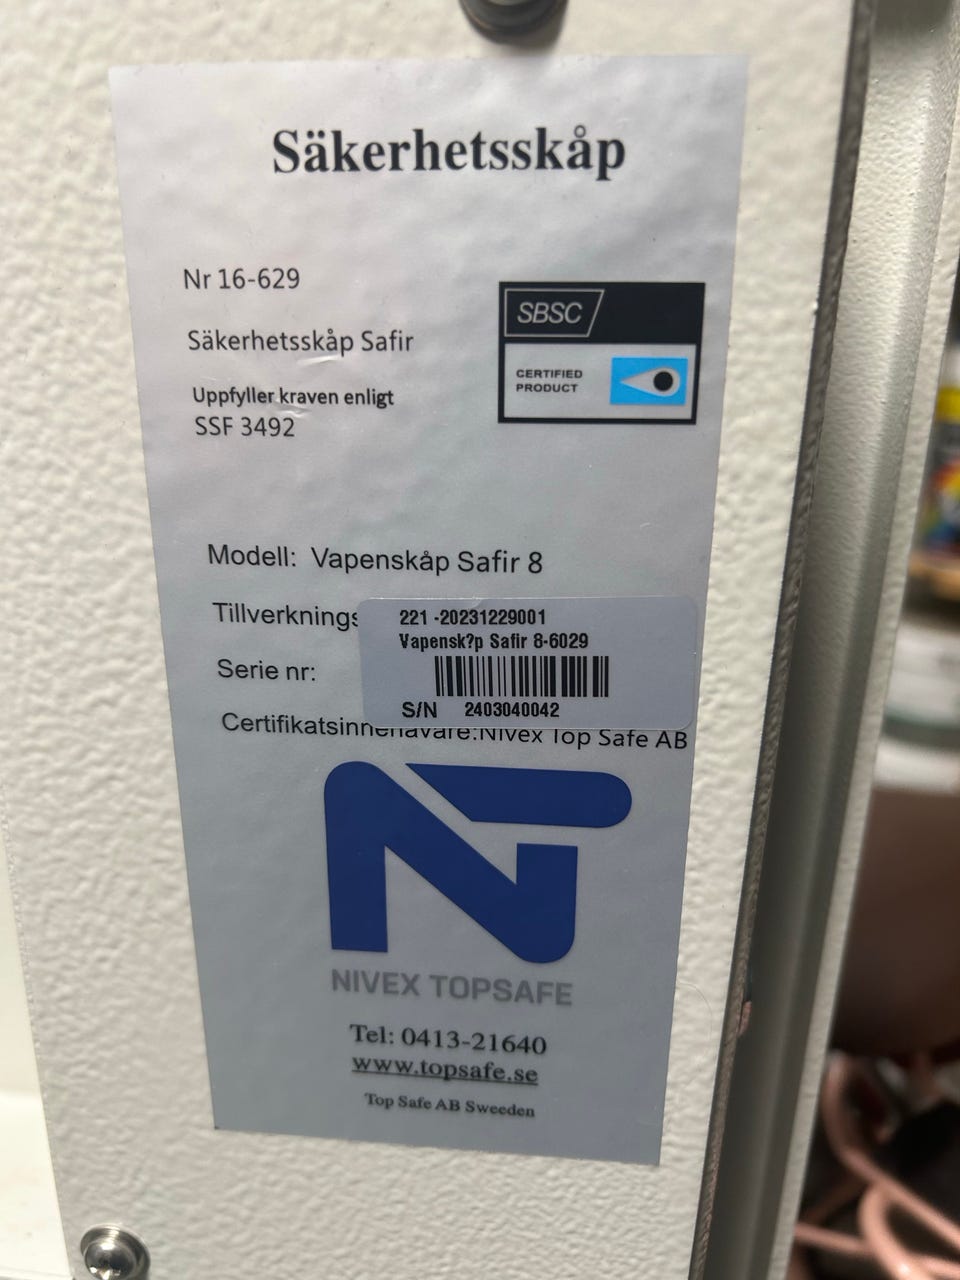 Säkerhetsskåp
Nr 16-629
SBSC
Säkerhetsskåp Safir
CERTIFIED
PRODUCT
Uppfyller kraven enligt
SSF 3492
Modell: Vapenskåp Safir 8
Tillverknings
221 -20231229001
Vapensk?p Safir 8-6029
Serie nr:
S/N 2403040042
Certifikatsinnehavare:Nivex Top Safe AB
NIVEX TOPSAFE
Tel: 0413-21640
www.topsafe.se
Top Safe AB Sweeden